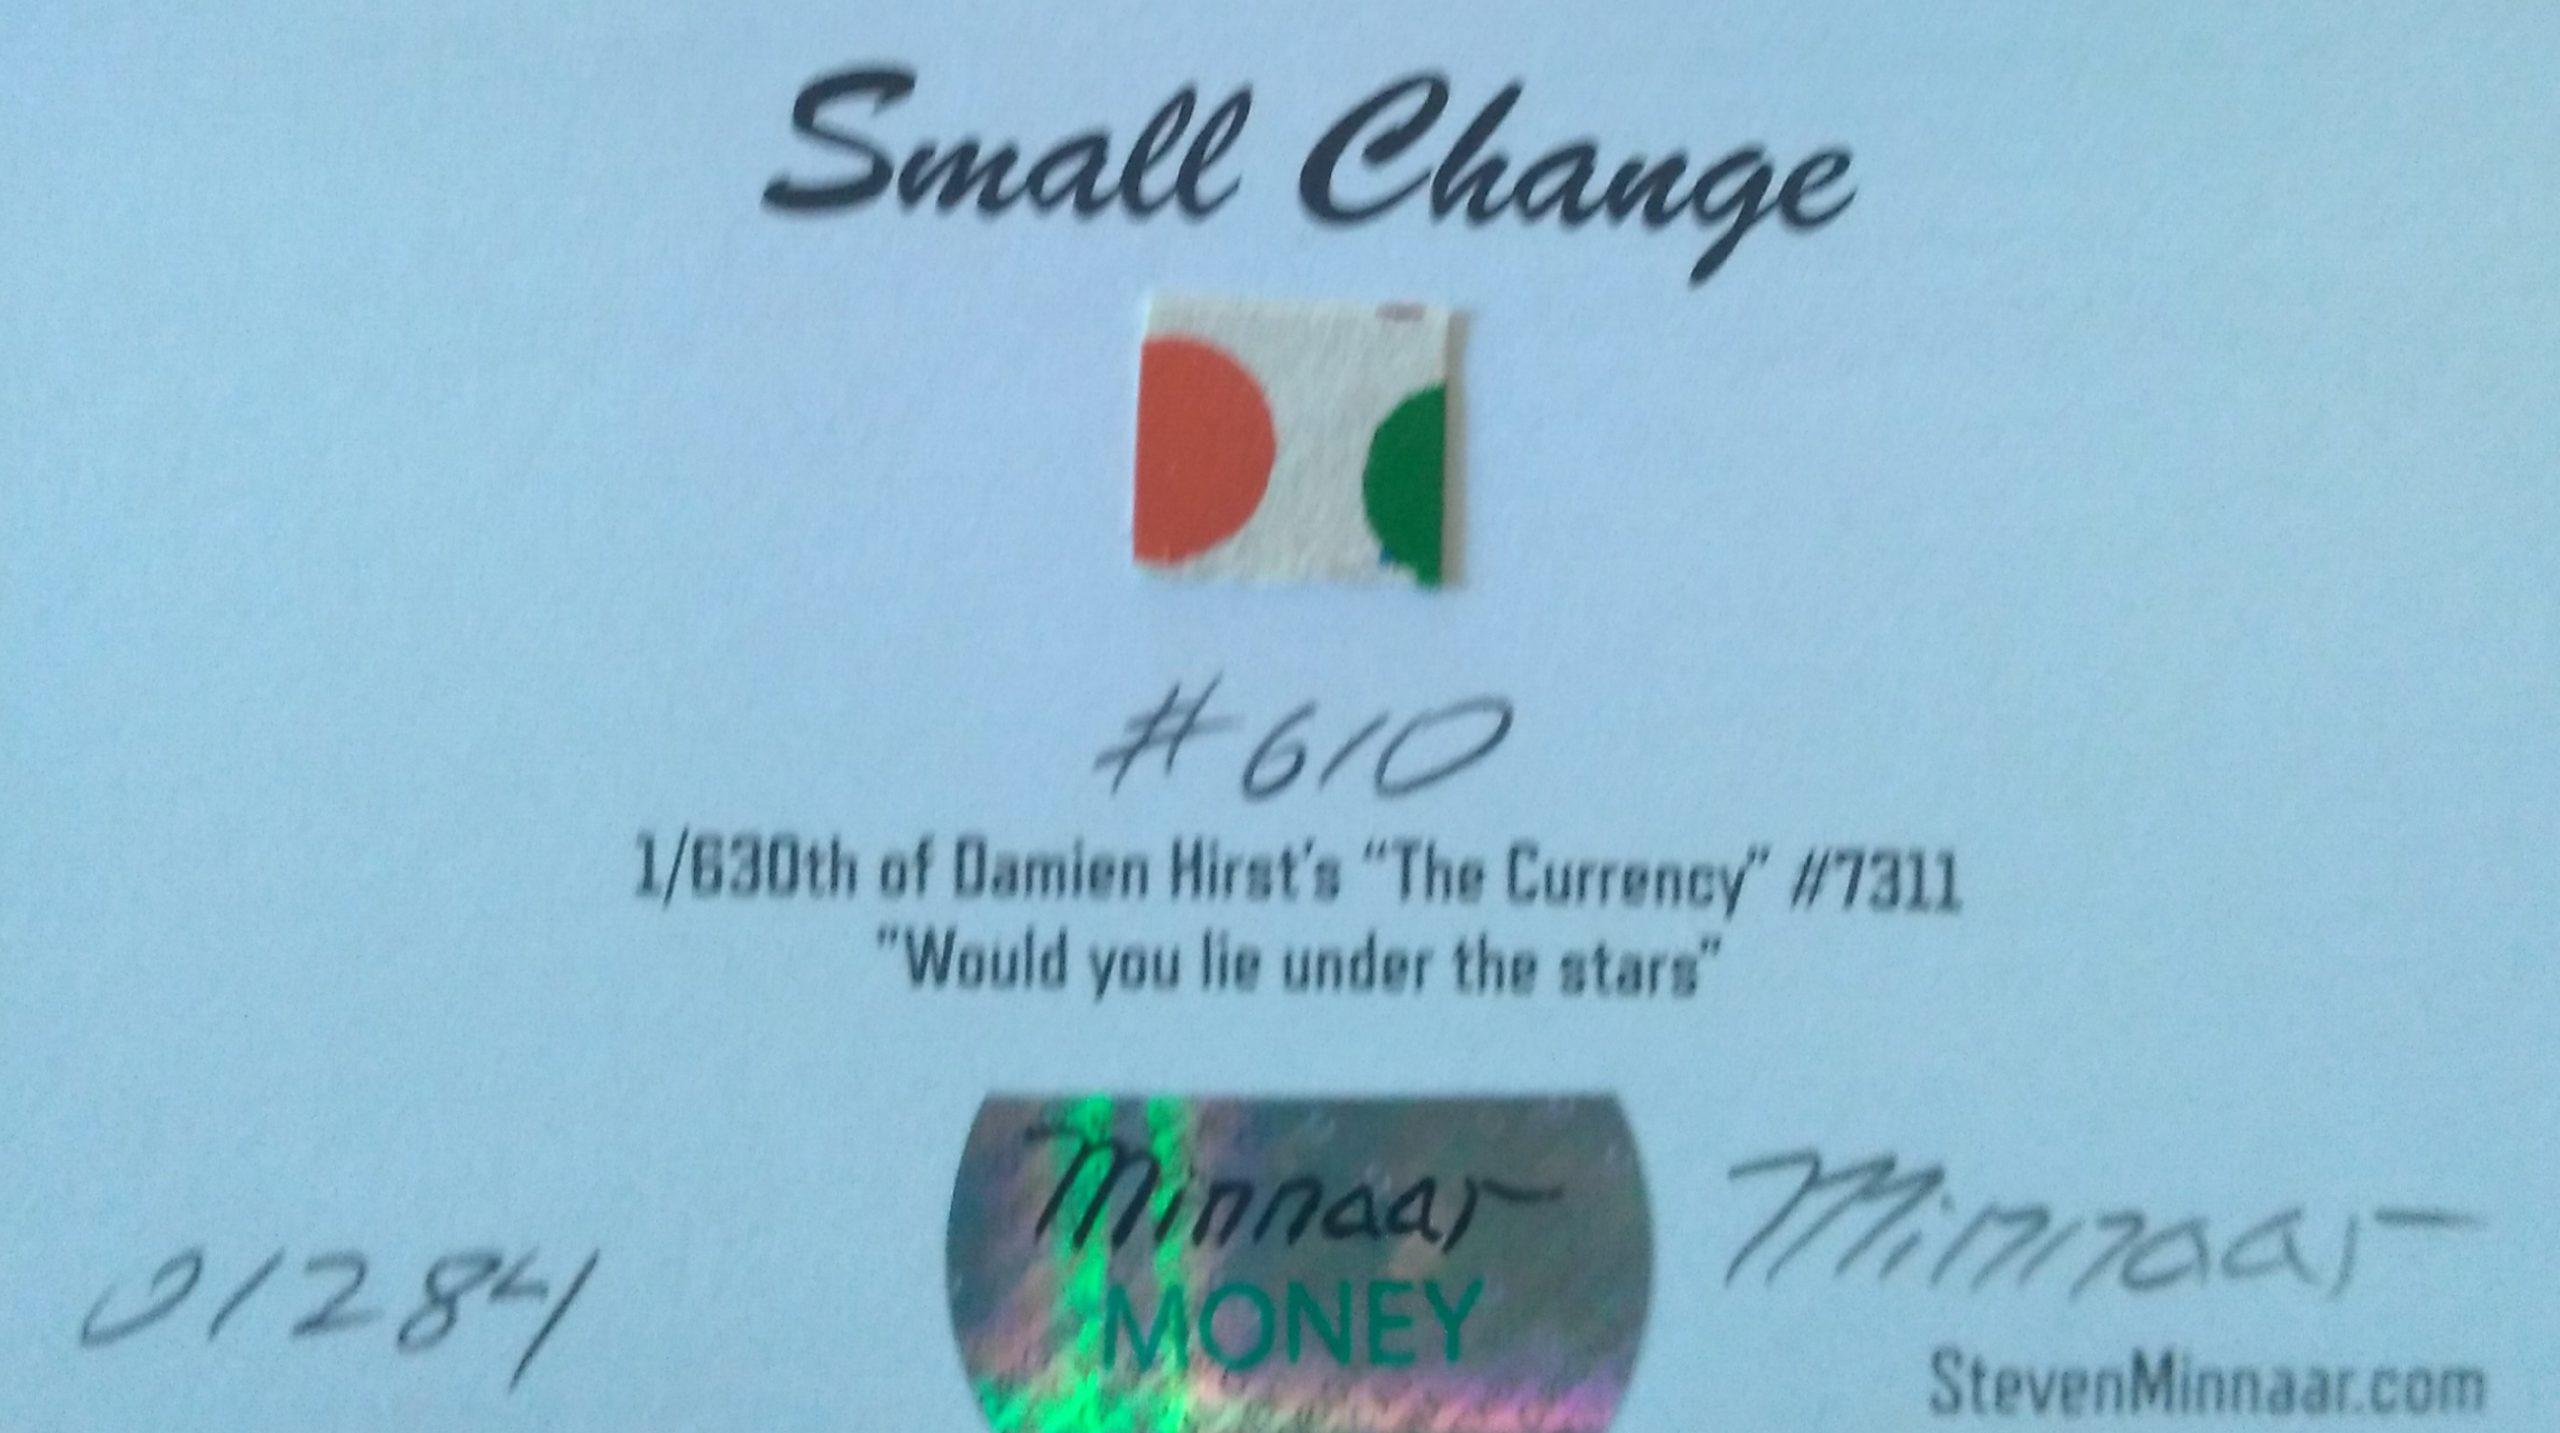 Small Change
#610
1/630th of Damien Hirst's “The Currency” #7311
"Would you lie under the stars"
Minnaar
MONEY
01284
Minnaar
StevenMinnaar.com